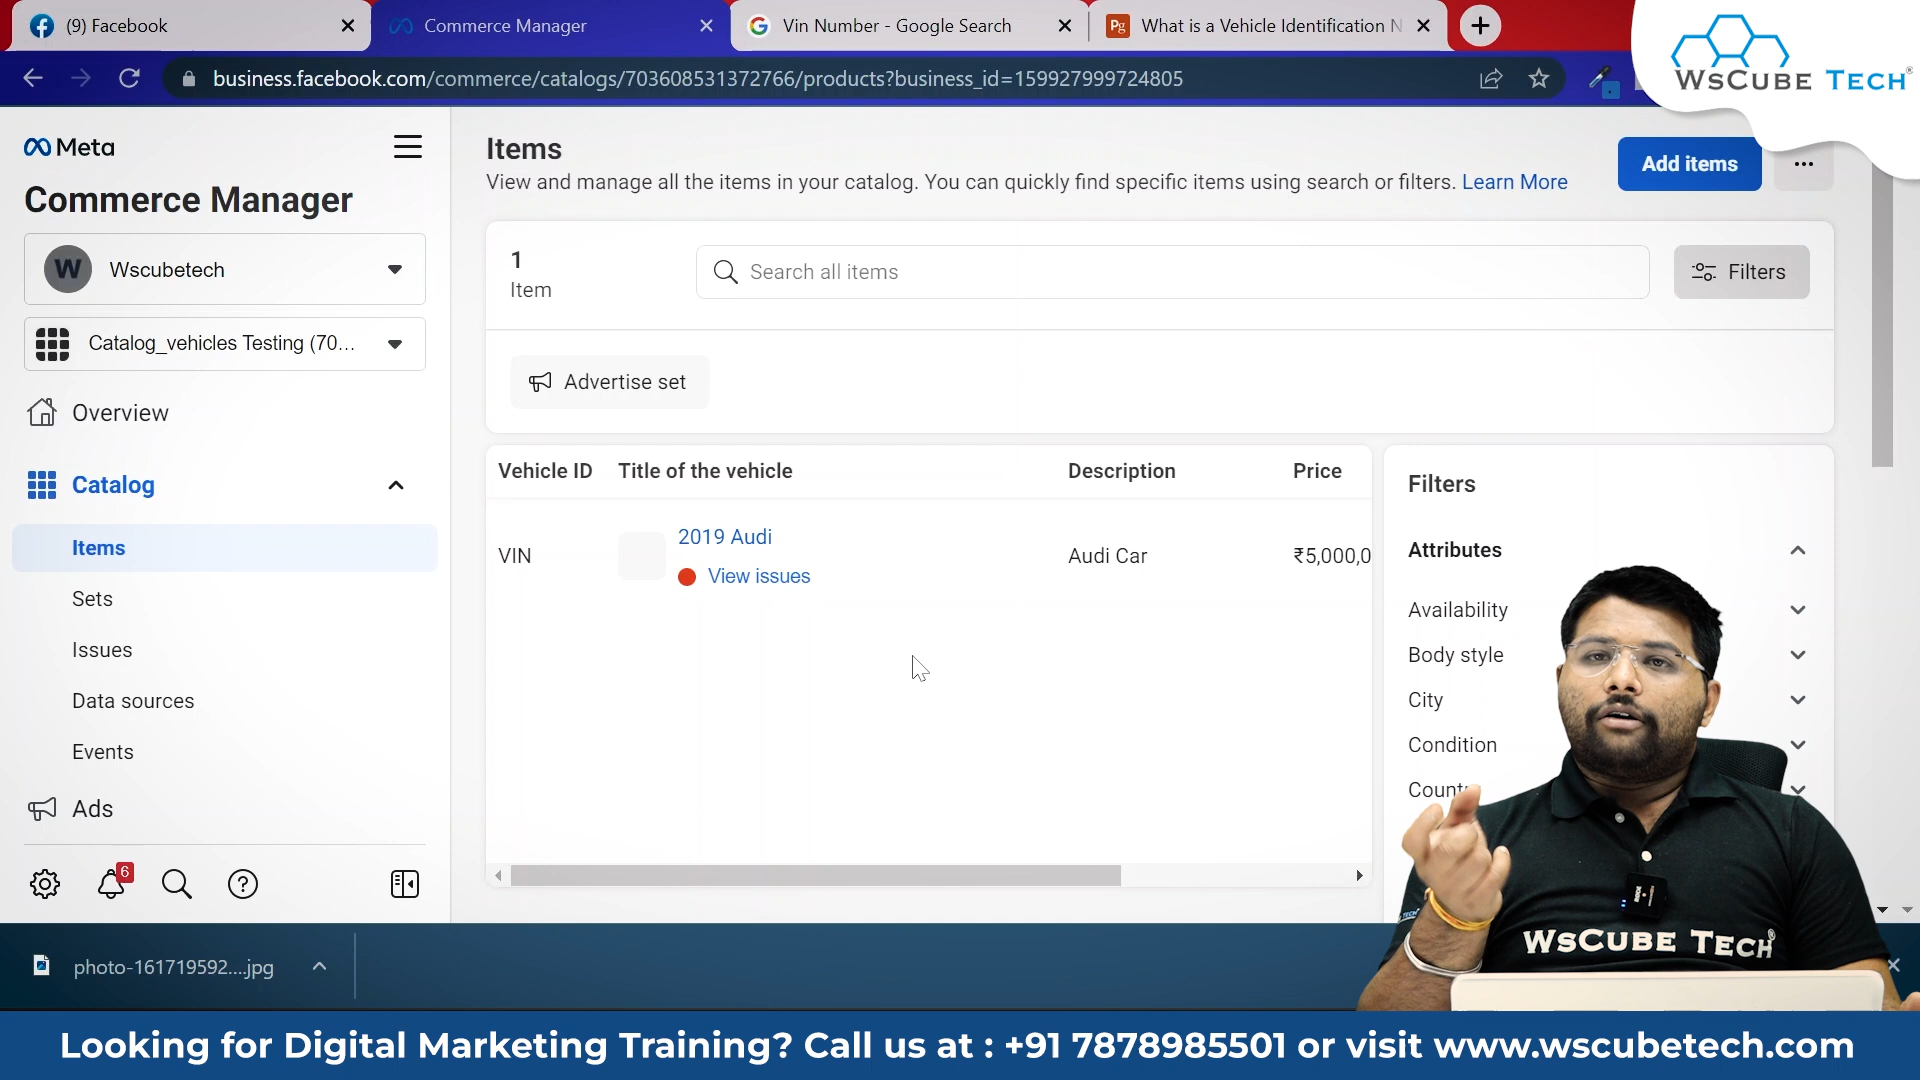 (9) Facebook
Commerce Manager
Vin Number - Google Search
Pg
What is a Vehicle Identification N
business.facebook.com/commerce/catalogs/703608531372766/products?business_id=159927999724805
WsCube Tech®
Meta
Commerce Manager
W
Wscubetech
Catalog_vehicles Testing (70...
Overview
Catalog
Items
Sets
Issues
Data sources
Events
Ads
6
Items
View and manage all the items in your catalog. You can quickly find specific items using search or filters. Learn More
Add items
1
Item
Search all items
Filters
Advertise set
Vehicle ID
Title of the vehicle
Description
Price
VIN
2019 Audi
View issues
Audi Car
₹5,000,0
Filters
Attributes
Availability
Body style
City
Condition
Count
WsCube Tech®
photo-161719592....jpg
Looking for Digital Marketing Training? Call us at : +91 7878985501 or visit www.wscubetech.com